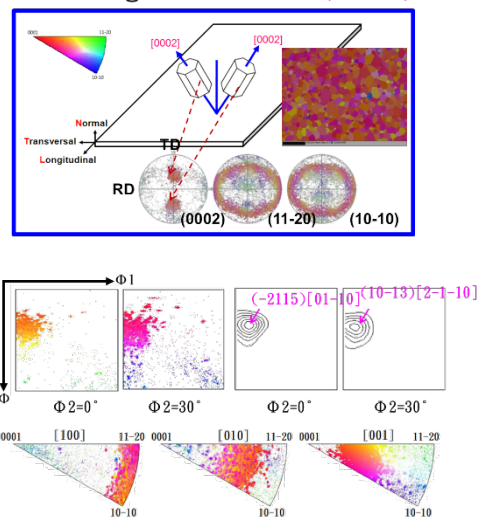 0001
11-20
10-10
[0002]
[0002]
Normal
Transversal
Longitudinal
TD
RD
(0002)
(11-20)
(10-10)
Φ1
Φ
(-2115)[01-10]
(10-13)[2-1-10]
Φ2=0°
Φ2=30°
Φ2=0°
Φ2=30°
0001
[100]
11-20
10-10
0001
[010]
11-20
10-10
0001
[001]
11-20
10-10